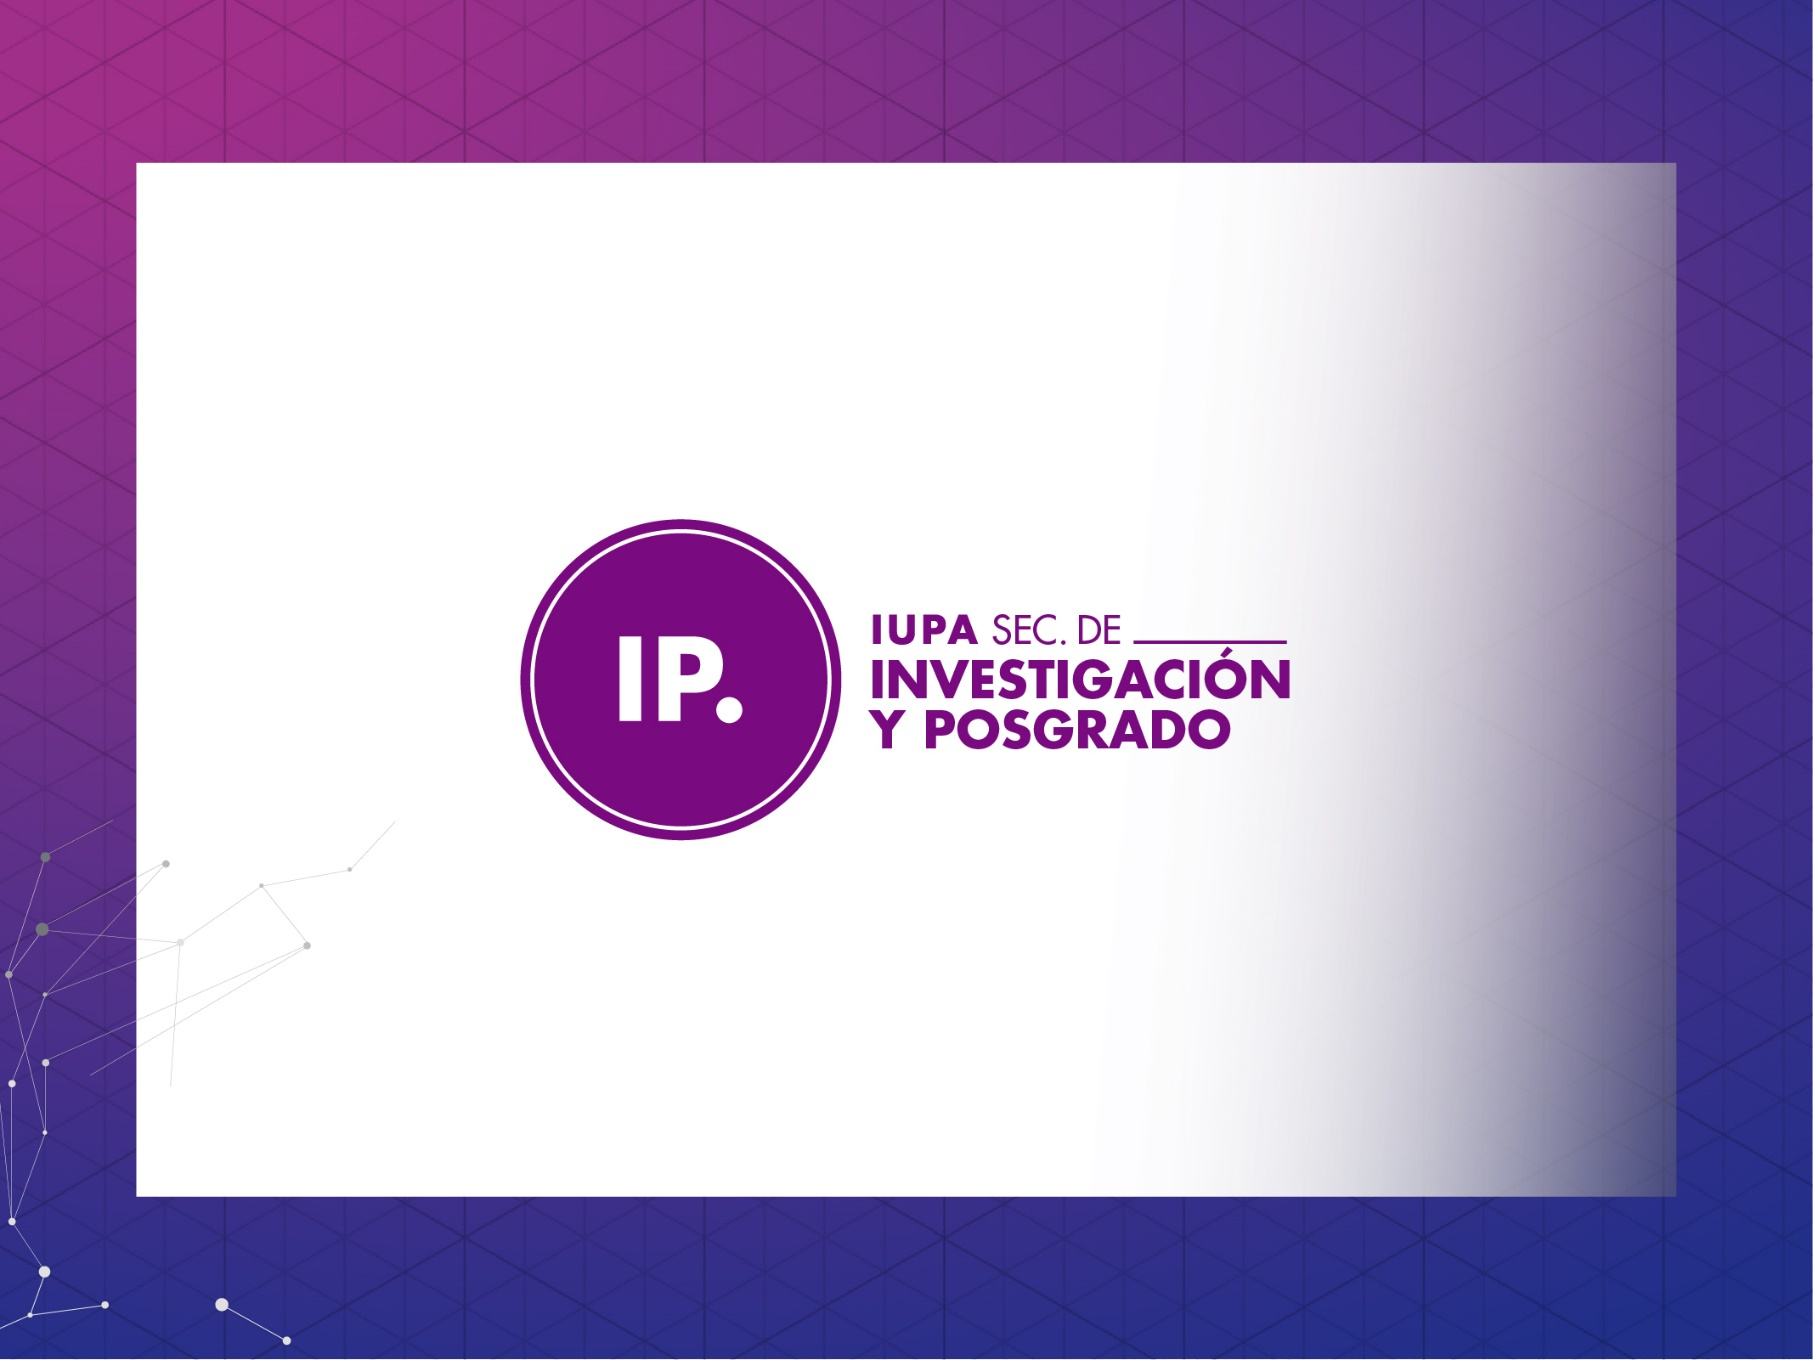 IP.
IUPA SEC. DE
INVESTIGACIÓN
Y POSGRADO